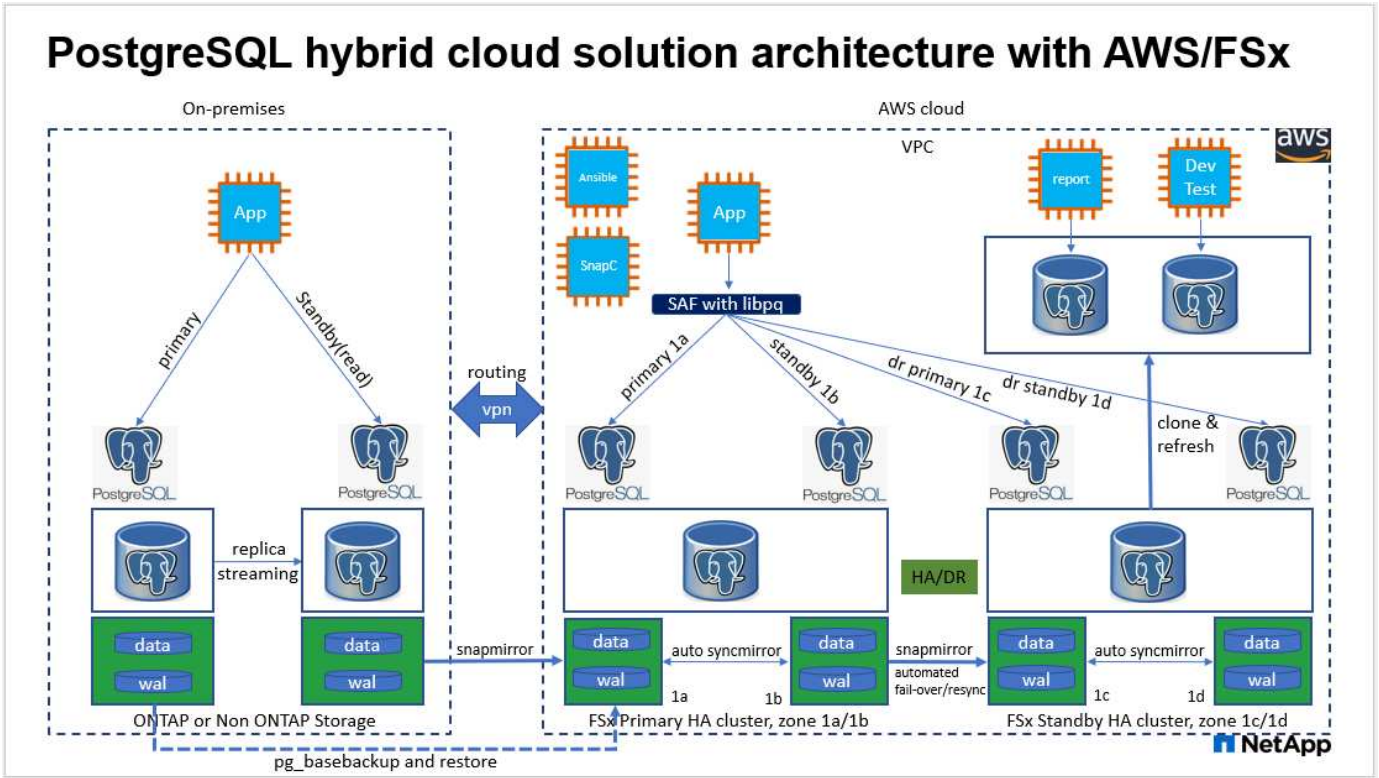 PostgreSQL hybrid cloud solution architecture with AWS/FSx
On-premises
AWS cloud
VPC
aws
Ansible
SnapC
App
App
report
Dev
Test
SAF with libpq
primary
Standby(read)
routing
vpn
primary 1a
standby 1b
dr primary 1c
dr standby 1d
clone &
refresh
PostgreSQL
PostgreSQL
PostgreSQL
PostgreSQL
PostgreSQL
PostgreSQL
replica
streaming
HA/DR
data
wal
data
wal
snapmirror
data
wal
auto syncmirror
1a
1b
data
wal
snapmirror
automated
fail-over/resync
data
wal
auto syncmirror
1c
1d
data
wal
ONTAP or Non ONTAP Storage
FSx Primary HA cluster, zone 1a/1b
FSx Standby HA cluster, zone 1c/1d
pg_basebackup and restore
NetApp